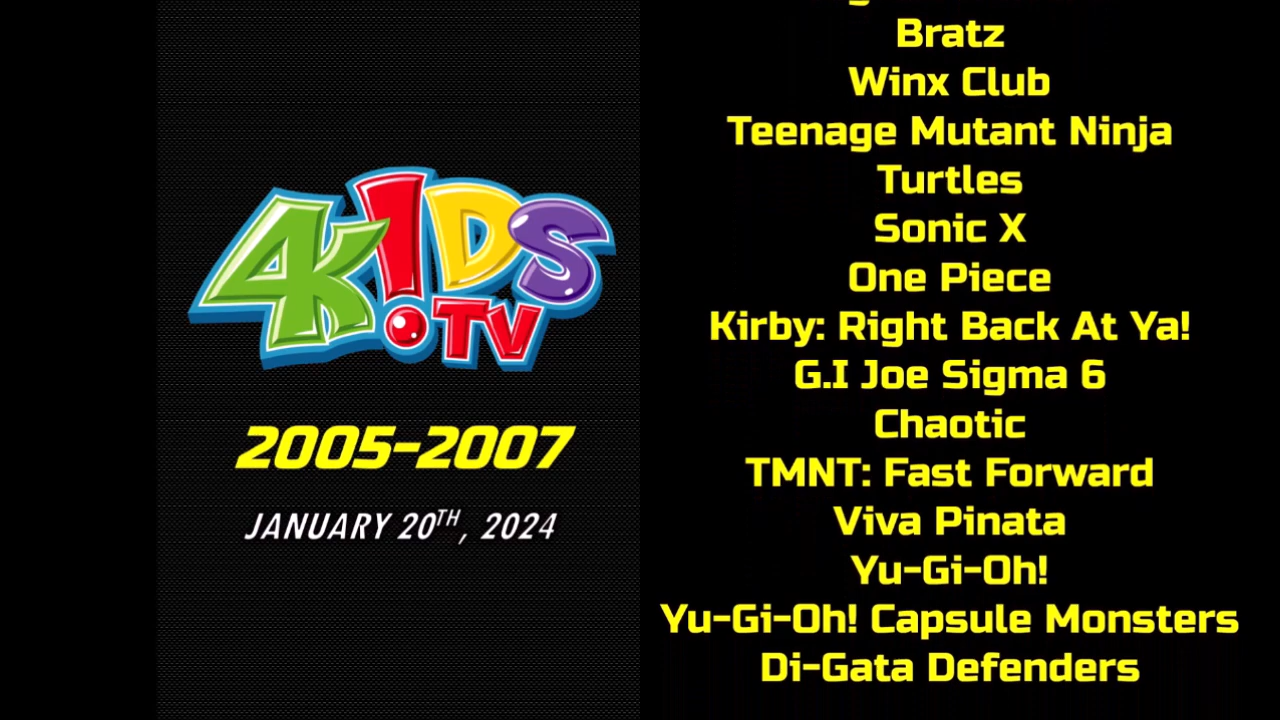 4K!DS
.TV
2005-2007
JANUARY 20TH, 2024
Bratz
Winx Club
Teenage Mutant Ninja
Turtles
Sonic X
One Piece
Kirby: Right Back At Ya!
G.I Joe Sigma 6
Chaotic
TMNT: Fast Forward
Viva Pinata
Yu-Gi-Oh!
Yu-Gi-Oh! Capsule Monsters
Di-Gata Defenders